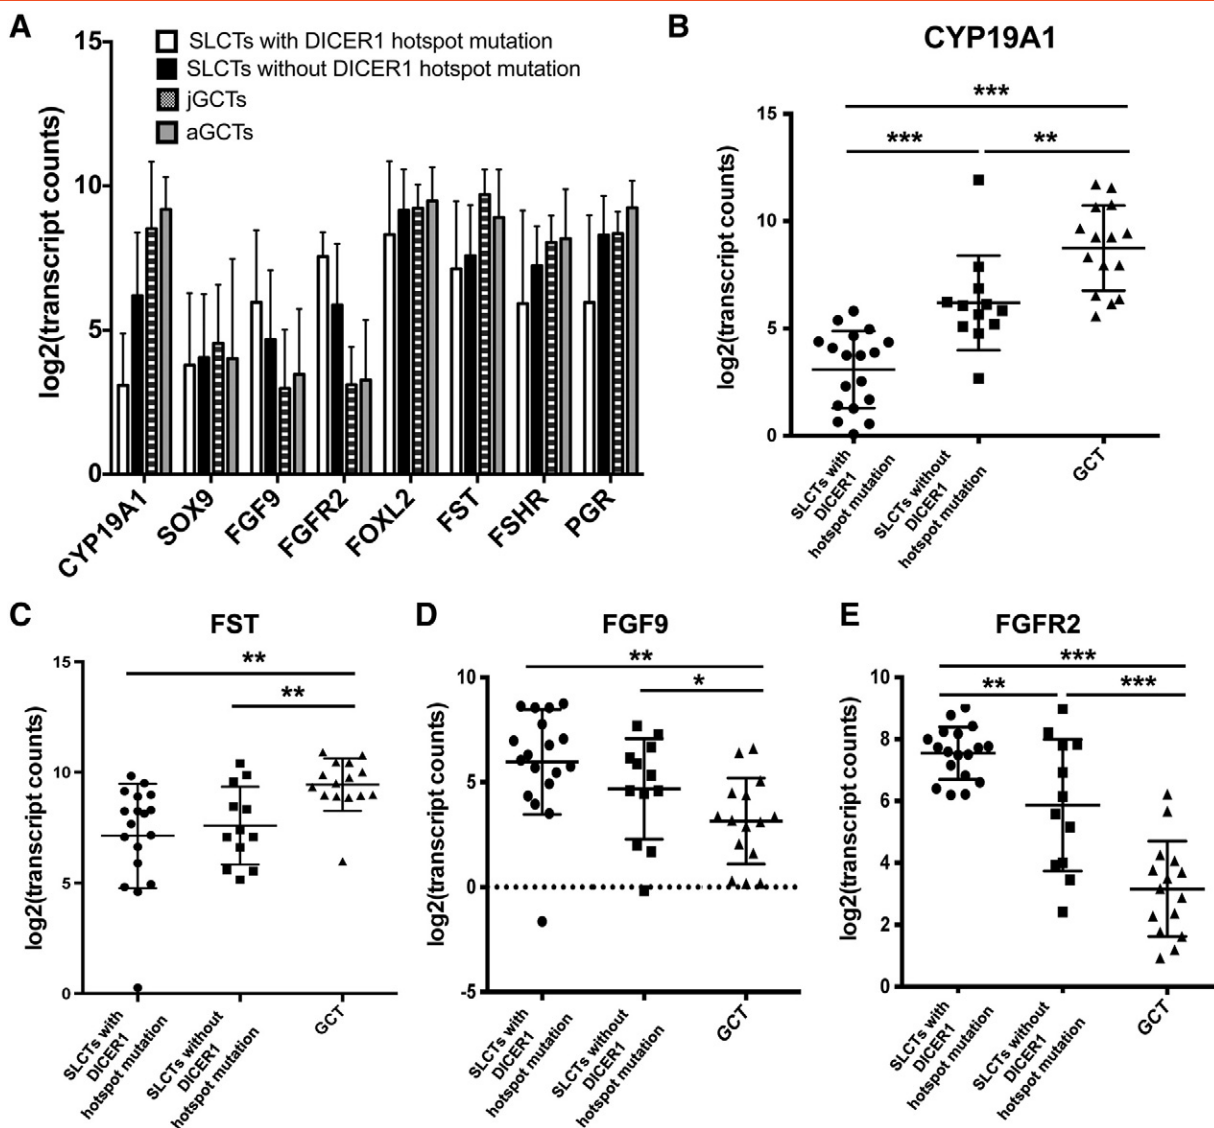 A
15
10
5
0
log2(transcript counts)
SLCTs with DICER1 hotspot mutation
SLCTs without DICER1 hotspot mutation
jGCTs
aGCTs
CYP19A1
SOX9
FGF9
FGFR2
FOXL2
FST
FSHR
PGR
B
CYP19A1
***
***
**
15
10
5
0
log2(transcript counts)
SLCTs with
DICER1
hotspot mutation
SLCTs without
DICER1
hotspot mutation
GCT
C
FST
**
**
15
10
5
0
log2(transcript counts)
SLCTs with
DICER1
hotspot mutation
SLCTs without
DICER1
hotspot mutation
GCT
D
FGF9
**
*
10
5
0
-5
log2(transcript counts)
SLCTs with
DICER1
hotspot mutation
SLCTs without
DICER1
hotspot mutation
GCT
E
FGFR2
***
**
***
10
8
6
4
2
0
log2(transcript counts)
SLCTs with
DICER1
hotspot mutation
SLCTs without
DICER1
hotspot mutation
GCT